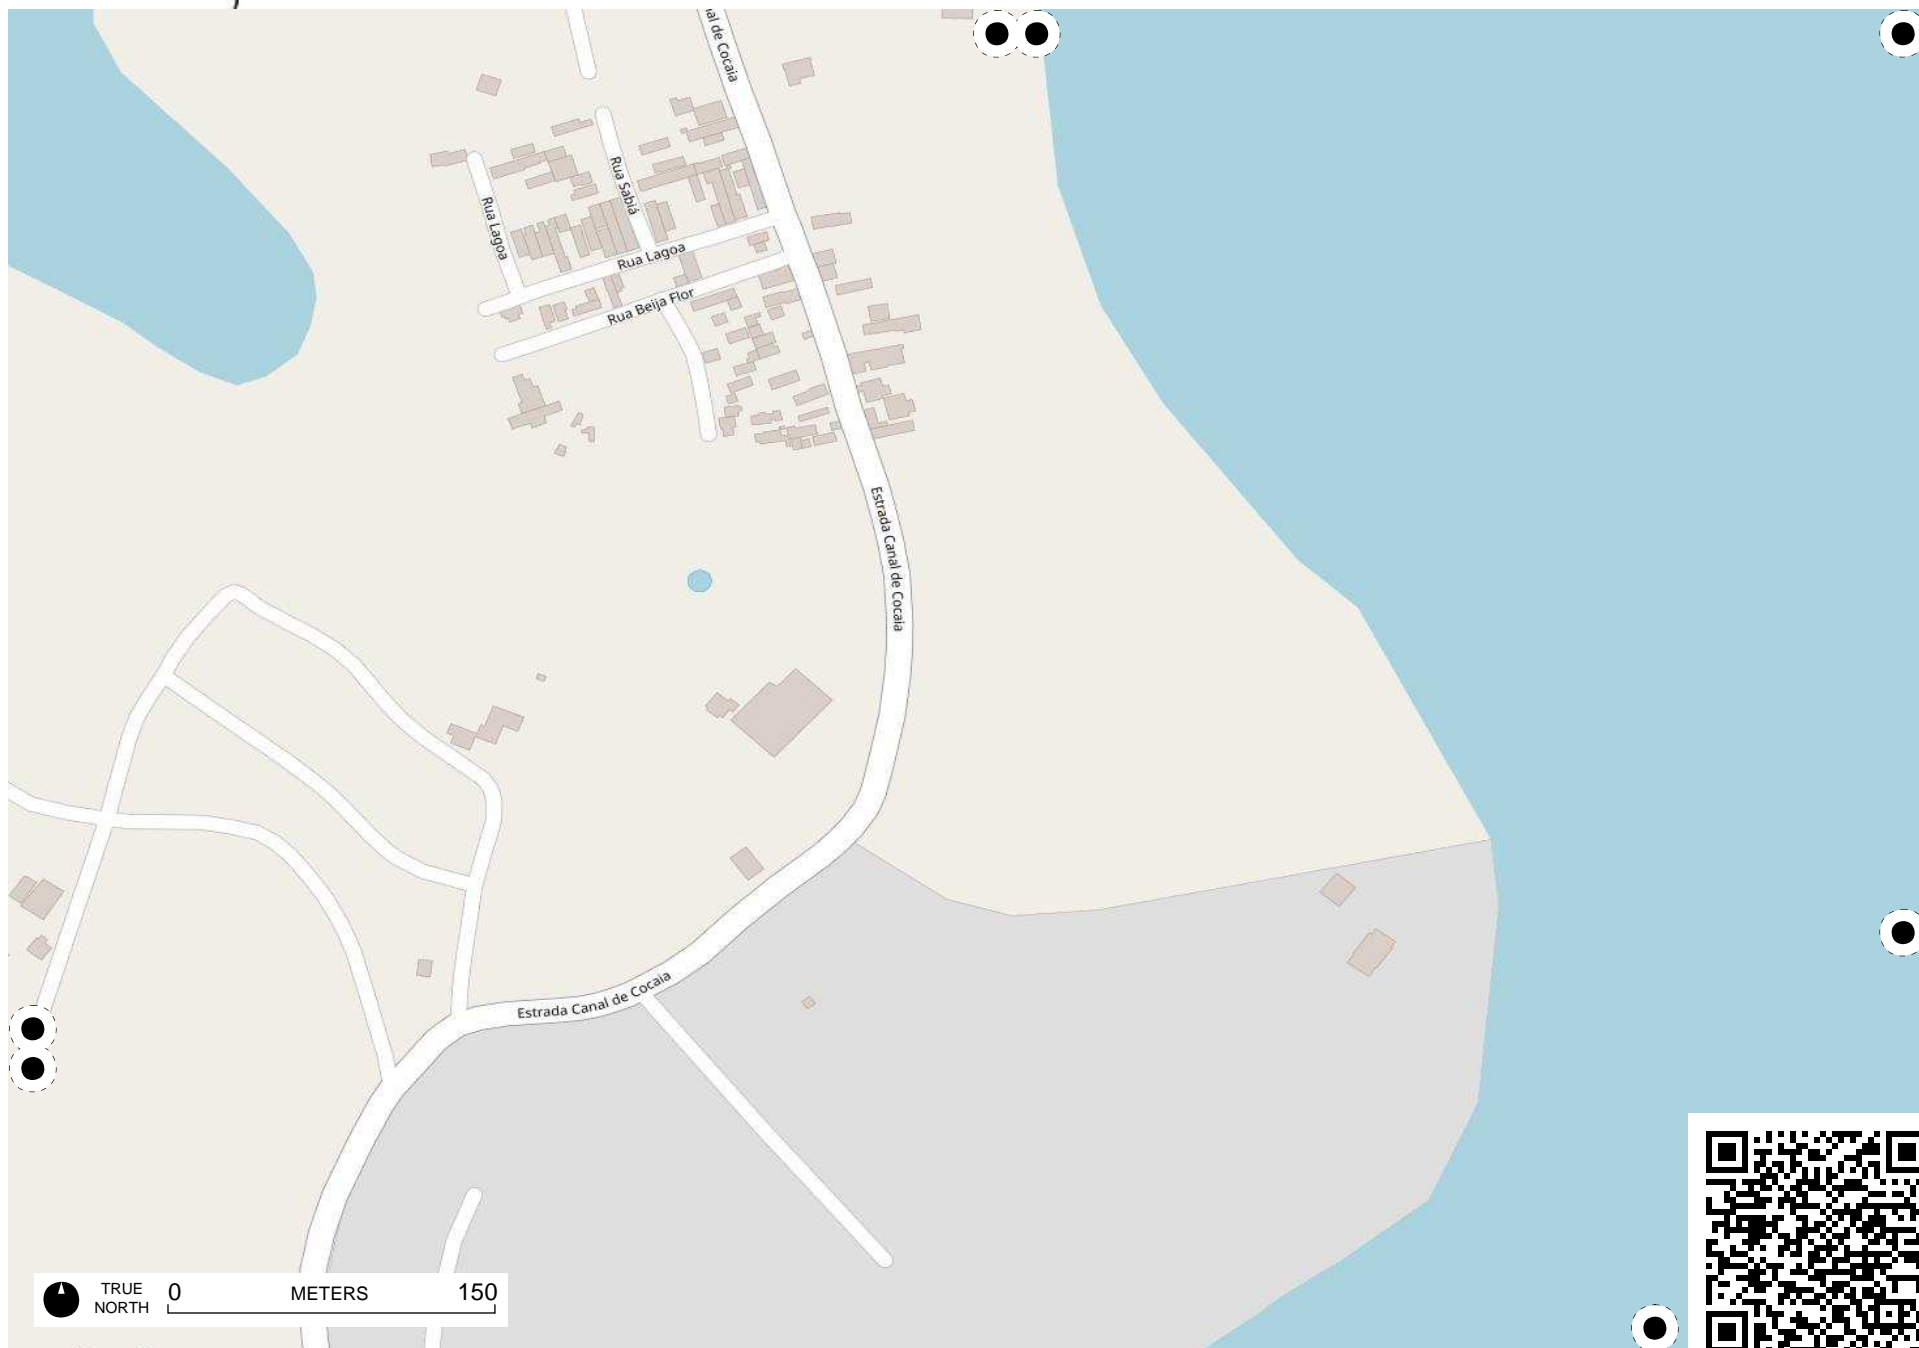 al de Cocaia
Rua Sabiá
Rua Lagoa
Rua Lagoa
Rua Beija Flor
Estrada Canal de Cocaia
Estrada Canal de Cocaia
TRUE NORTH
0 METERS 150